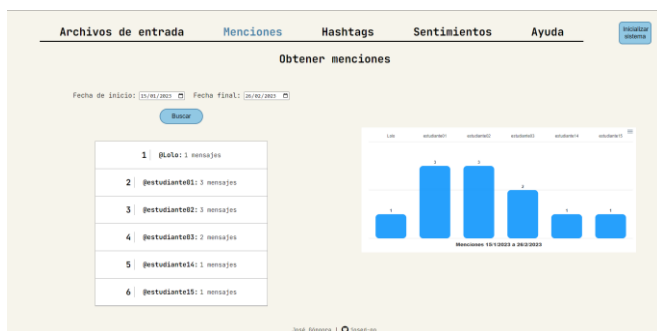 Archivos de entrada Menciones Hashtags Sentimientos Ayuda
Inicializar
sistema
Obtener menciones
Fecha de inicio: 15/01/2023 Fecha final: 26/02/2023
Buscar
1 @Lolo: 1 mensajes
2 @estudiante01: 3 mensajes
3 @estudiante02: 3 mensajes
4 @estudiante03: 2 mensajes
5 @estudiante14: 1 mensajes
6 @estudiante15: 1 mensajes
Lolo estudiante01 estudiante02 estudiante03 estudiante14 estudiante15
1 3 3 2 1 1
Menciones 15/1/2023 a 26/2/2023
José